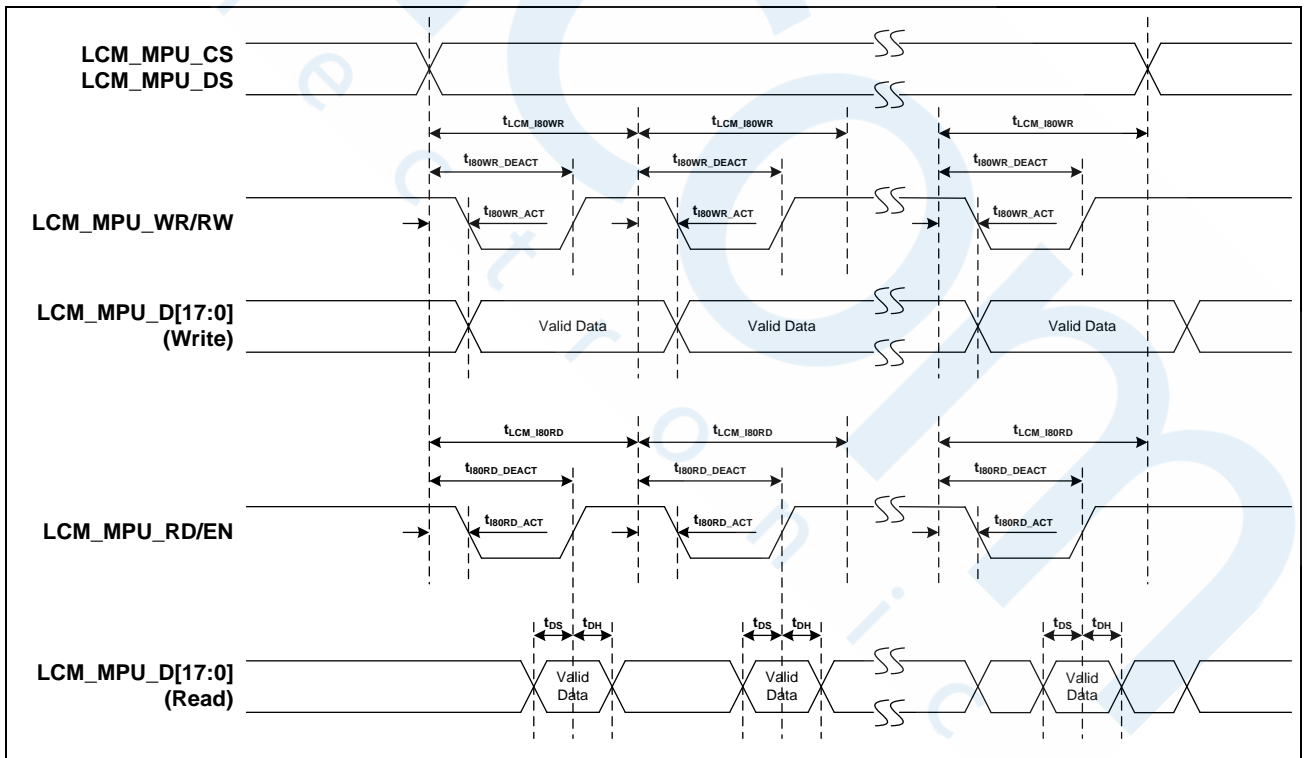 LCM_MPU_CS
LCM_MPU_DS
tLCM_I80WR tLCM_I80WR tLCM_I80WR
tI80WR_DEACT tI80WR_DEACT tI80WR_DEACT
LCM_MPU_WR/RW
tI80WR_ACT tI80WR_ACT tI80WR_ACT
LCM_MPU_D[17:0]
(Write)
Valid Data Valid Data Valid Data
tLCM_I80RD tLCM_I80RD tLCM_I80RD
tI80RD_DEACT tI80RD_DEACT tI80RD_DEACT
LCM_MPU_RD/EN
tI80RD_ACT tI80RD_ACT tI80RD_ACT
tDS tDH tDS tDH tDS tDH
LCM_MPU_D[17:0]
(Read)
Valid Valid Valid
Data Data Data